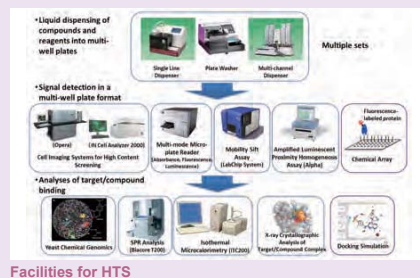 •Liquid dispensing of
compounds and
reagents into multi-
well plates
Single Line
Dispenser
Plate Washer
Multi-channel
Dispenser
Multiple sets
•Signal detection in a
multi-well plate format
(Opera)
(IN Cell Analyzer 2000)
Cell Imaging Systems for High Content
Screening
Multi-mode Micro-
plate Reader
(Absorbance, Fluorescence,
Luminescence)
Mobility Sift
Assay
(LabChip System)
Amplified Luminescent
Proximity Homogeneous
Assay (Alpha)
Fluorescence-
labeled protein
Chemical Array
•Analyses of target/compound
binding
Yeast Chemical Genomics
SPR Analysis
(Biacore T200)
Isothermal
Microcalorimetry (ITC200)
X-ray Crystallographic
Analysis of
Target/Compound Complex
Docking Simulation
Facilities for HTS